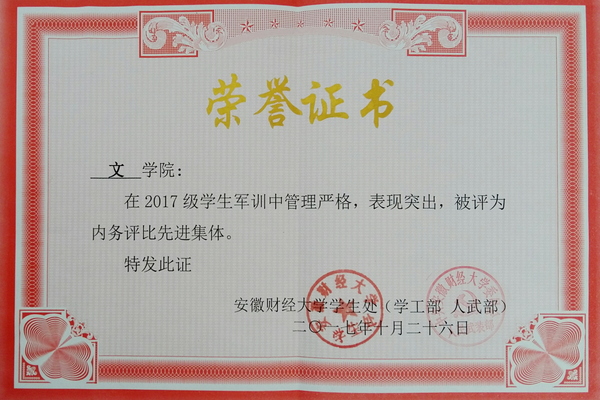 荣誉证书
文 学院:
在2017级学生军训中管理严格,表现突出,被评为
内务评比先进集体。
特发此证
安徽财经大学学生处(学工部 人武部)
二〇一七年十月二十六日